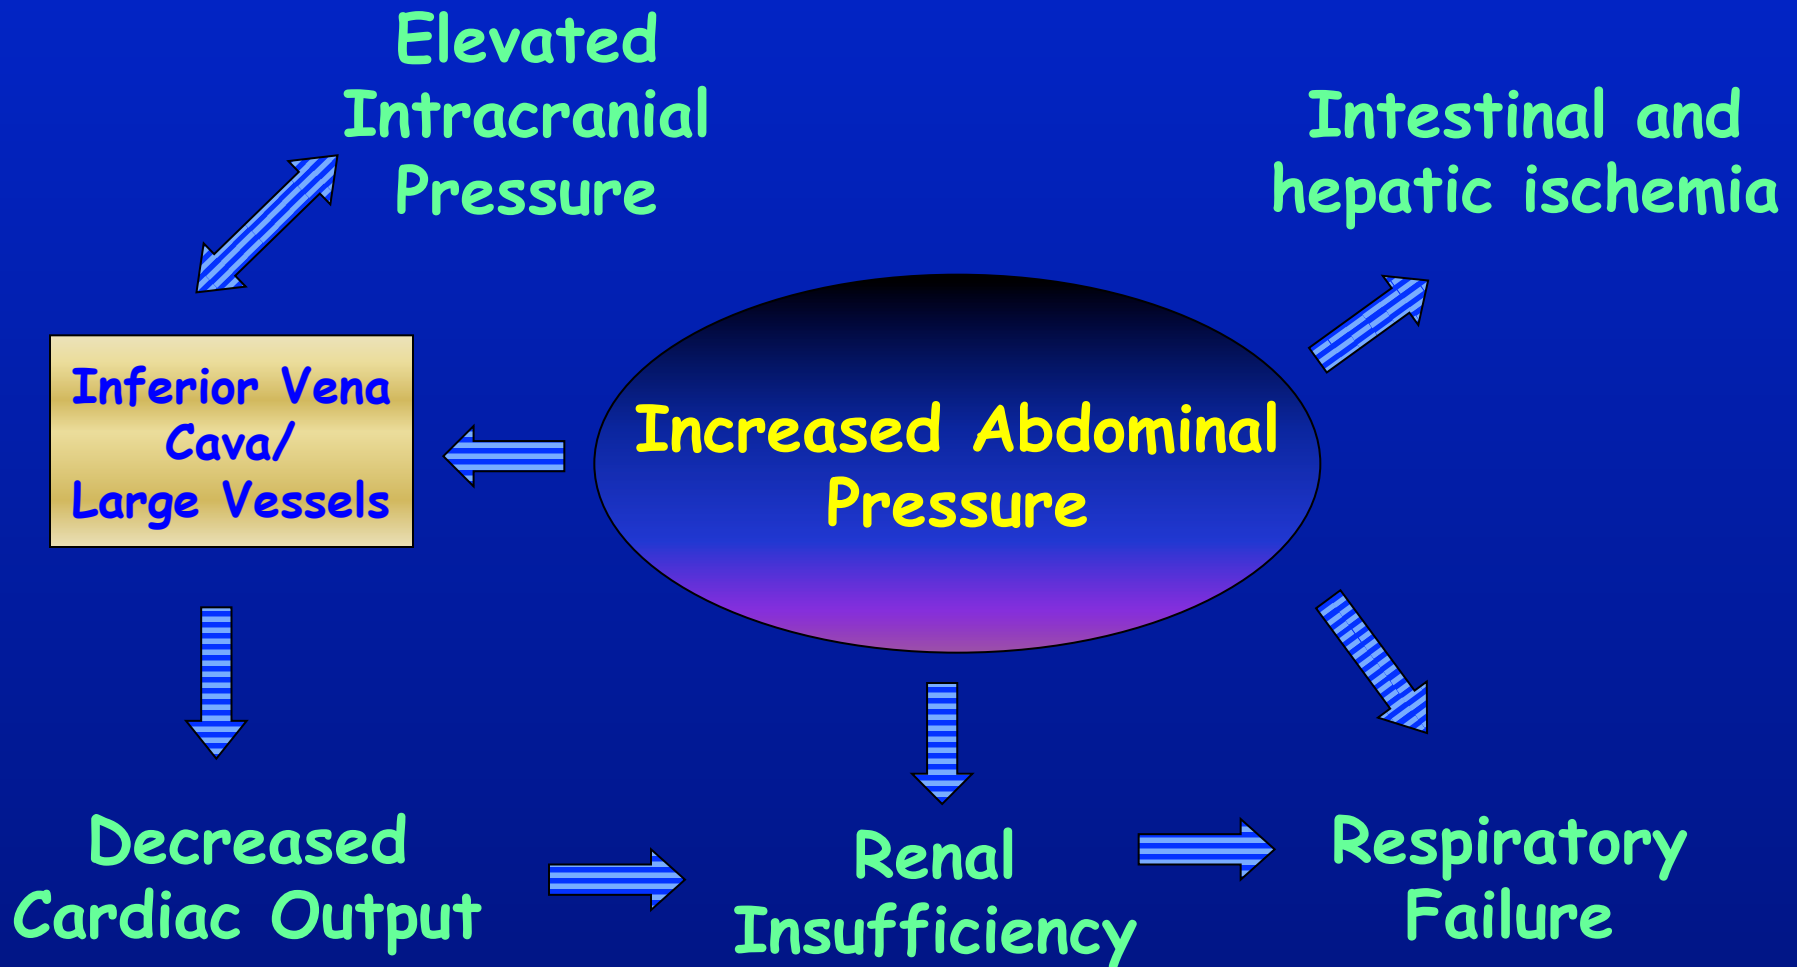 Elevated
Intracranial
Pressure
Intestinal and
hepatic ischemia
Inferior Vena
Cava/
Large Vessels
Increased Abdominal
Pressure
Decreased
Cardiac Output
Renal
Insufficiency
Respiratory
Failure